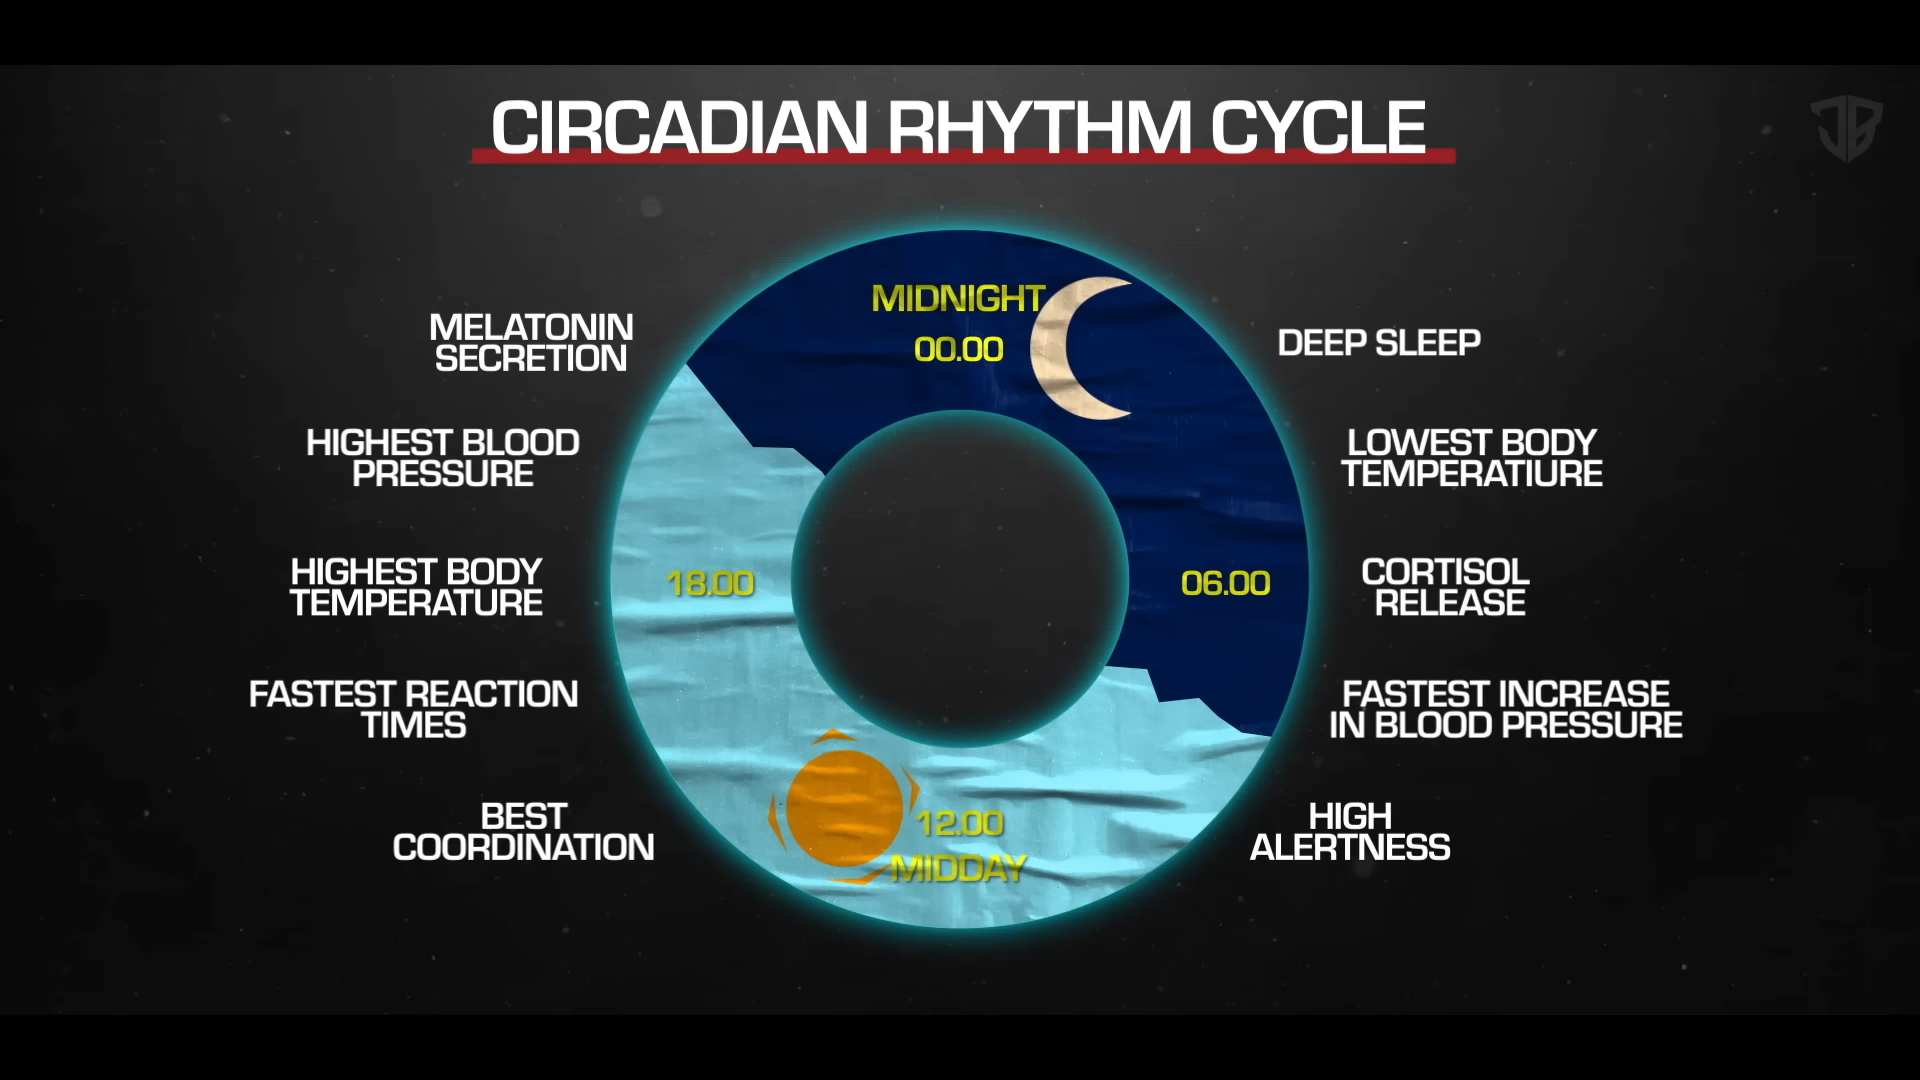 CIRCADIAN RHYTHM CYCLE
MIDNIGHT
00.00
MELATONIN
SECRETION
DEEP SLEEP
HIGHEST BLOOD
PRESSURE
LOWEST BODY
TEMPERATIURE
HIGHEST BODY
TEMPERATURE
18.00
06.00
CORTISOL
RELEASE
FASTEST REACTION
TIMES
FASTEST INCREASE
IN BLOOD PRESSURE
BEST
COORDINATION
12.00
MIDDAY
HIGH
ALERTNESS